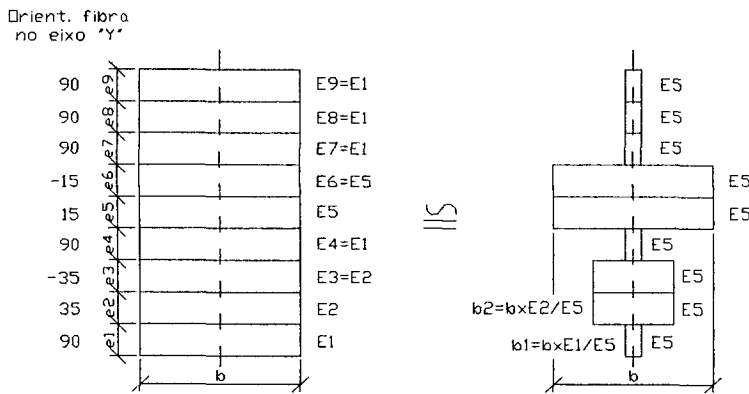 Orient. fibra
no eixo "Y"
90 e9 E9=E1 E5
90 e8 E8=E1 E5
90 e7 E7=E1 E5
-15 e6 E6=E5 E5
15 e5 E5 E5
90 e4 E4=E1 E5
-35 e3 E3=E2 E5
35 e2 E2 b2=bxE2/E5 E5
90 e1 E1 b1=bxE1/E5 E5
b b